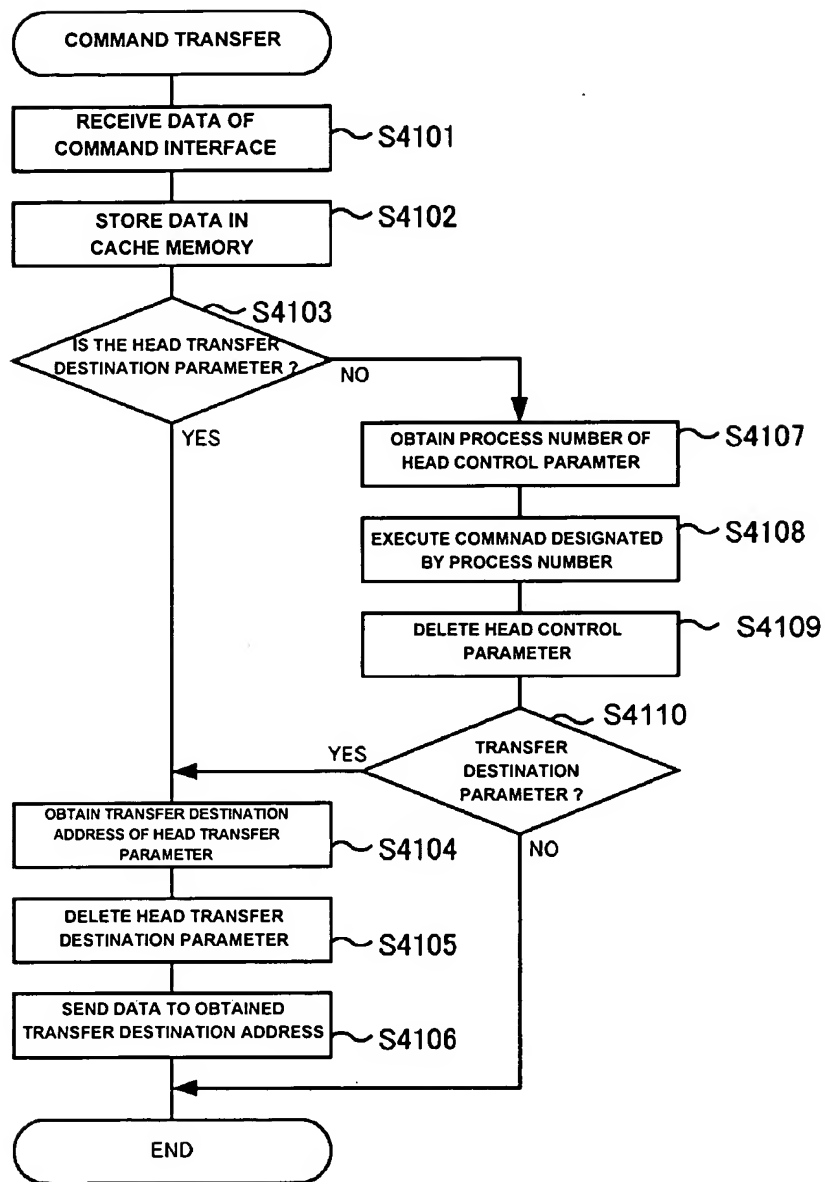 COMMAND TRANSFER
RECEIVE DATA OF
COMMAND INTERFACE
S4101
STORE DATA IN
CACHE MEMORY
S4102
S4103
IS THE HEAD TRANSFER
DESTINATION PARAMETER ?
NO
YES
OBTAIN PROCESS NUMBER OF
HEAD CONTROL PARAMTER
S4107
EXECUTE COMMNAD DESIGNATED
BY PROCESS NUMBER
S4108
DELETE HEAD CONTROL
PARAMETER
S4109
S4110
TRANSFER
DESTINATION
PARAMETER ?
YES
NO
OBTAIN TRANSFER DESTINATION
ADDRESS OF HEAD TRANSFER
PARAMETER
S4104
DELETE HEAD TRANSFER
DESTINATION PARAMETER
S4105
SEND DATA TO OBTAINED
TRANSFER DESTINATION ADDRESS
S4106
END